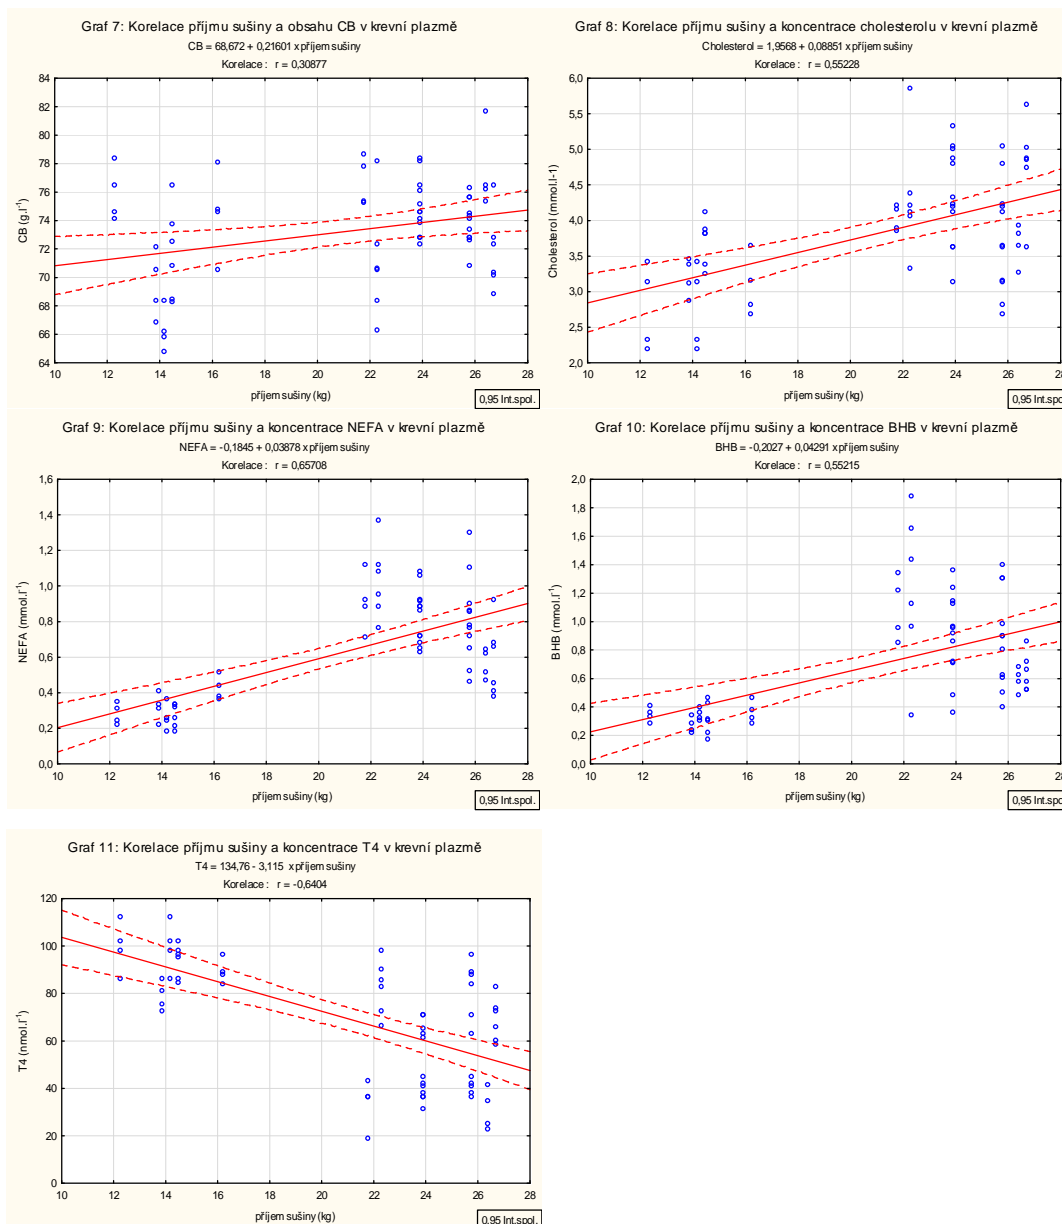 Graf 7: Korelace příjmu sušiny a obsahu CB v krevní plazmě
CB = 68,672 + 0,21601 x příjem sušiny
Korelace : r = 0,30877
84
82
80
78
76
74
72
70
68
66
64
CB (g.l-1)
10 12 14 16 18 20 22 24 26 28
příjem sušiny (kg)
0,95 Int.spol.
Graf 8: Korelace příjmu sušiny a koncentrace cholesterolu v krevní plazmě
Cholesterol = 1,9568 + 0,08851 x příjem sušiny
Korelace : r = 0,55228
6,0
5,5
5,0
4,5
4,0
3,5
3,0
2,5
2,0
Cholesterol (mmol.l-1)
10 12 14 16 18 20 22 24 26 28
příjem sušiny (kg)
0,95 Int.spol.
Graf 9: Korelace příjmu sušiny a koncentrace NEFA v krevní plazmě
NEFA = -0,1845 + 0,03878 x příjem sušiny
Korelace : r = 0,65708
1,6
1,4
1,2
1,0
0,8
0,6
0,4
0,2
0,0
NEFA (mmol.l-1)
10 12 14 16 18 20 22 24 26 28
příjem sušiny (kg)
0,95 Int.spol.
Graf 10: Korelace příjmu sušiny a koncentrace BHB v krevní plazmě
BHB = -0,2027 + 0,04291 x příjem sušiny
Korelace : r = 0,55215
2,0
1,8
1,6
1,4
1,2
1,0
0,8
0,6
0,4
0,2
0,0
BHB (mmol.l-1)
10 12 14 16 18 20 22 24 26 28
příjem sušiny (kg)
0,95 Int.spol.
Graf 11: Korelace příjmu sušiny a koncentrace T4 v krevní plazmě
T4 = 134,76 - 3,115 x příjem sušiny
Korelace : r = -0,6404
120
100
80
60
40
20
0
T4 (nmol.l-1)
10 12 14 16 18 20 22 24 26 28
příjem sušiny (kg)
0,95 Int.spol.